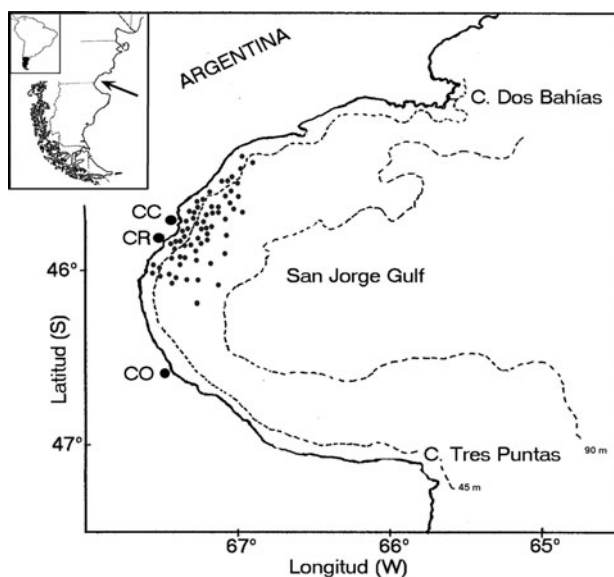 ARGENTINA
C. Dos Bahías
CC
CR
46°
San Jorge Gulf
Latitud (S)
CO
47°
C. Tres Puntas
90 m
45 m
67°
66°
65°
Longitud (W)